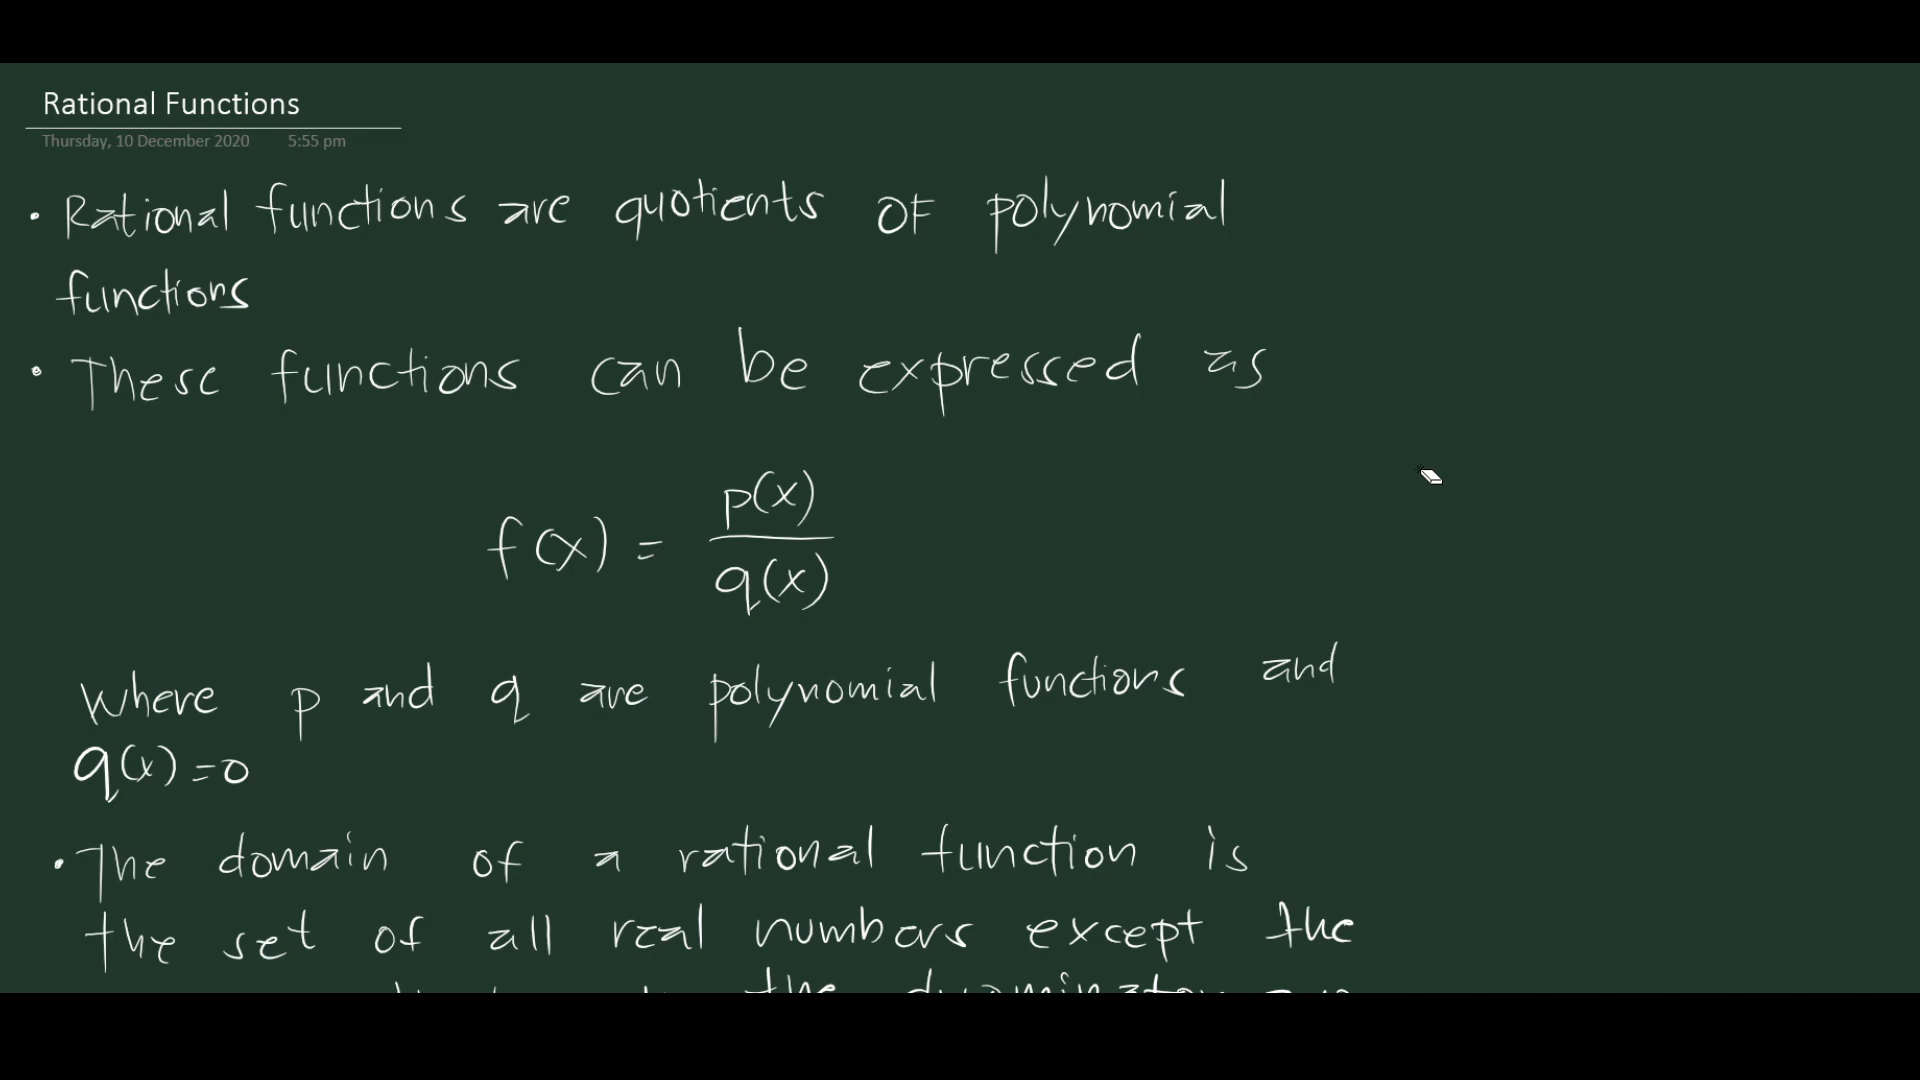 Rational Functions
Thursday, 10 December 2020 5:55 pm
• Rational functions are quotients of polynomial
functions
• These functions can be expressed as
f(x) = p(x)/q(x)
Where p and q are polynomial functions and
q(x) = 0
• The domain of a rational function is
the set of all real numbers except the
the denominator